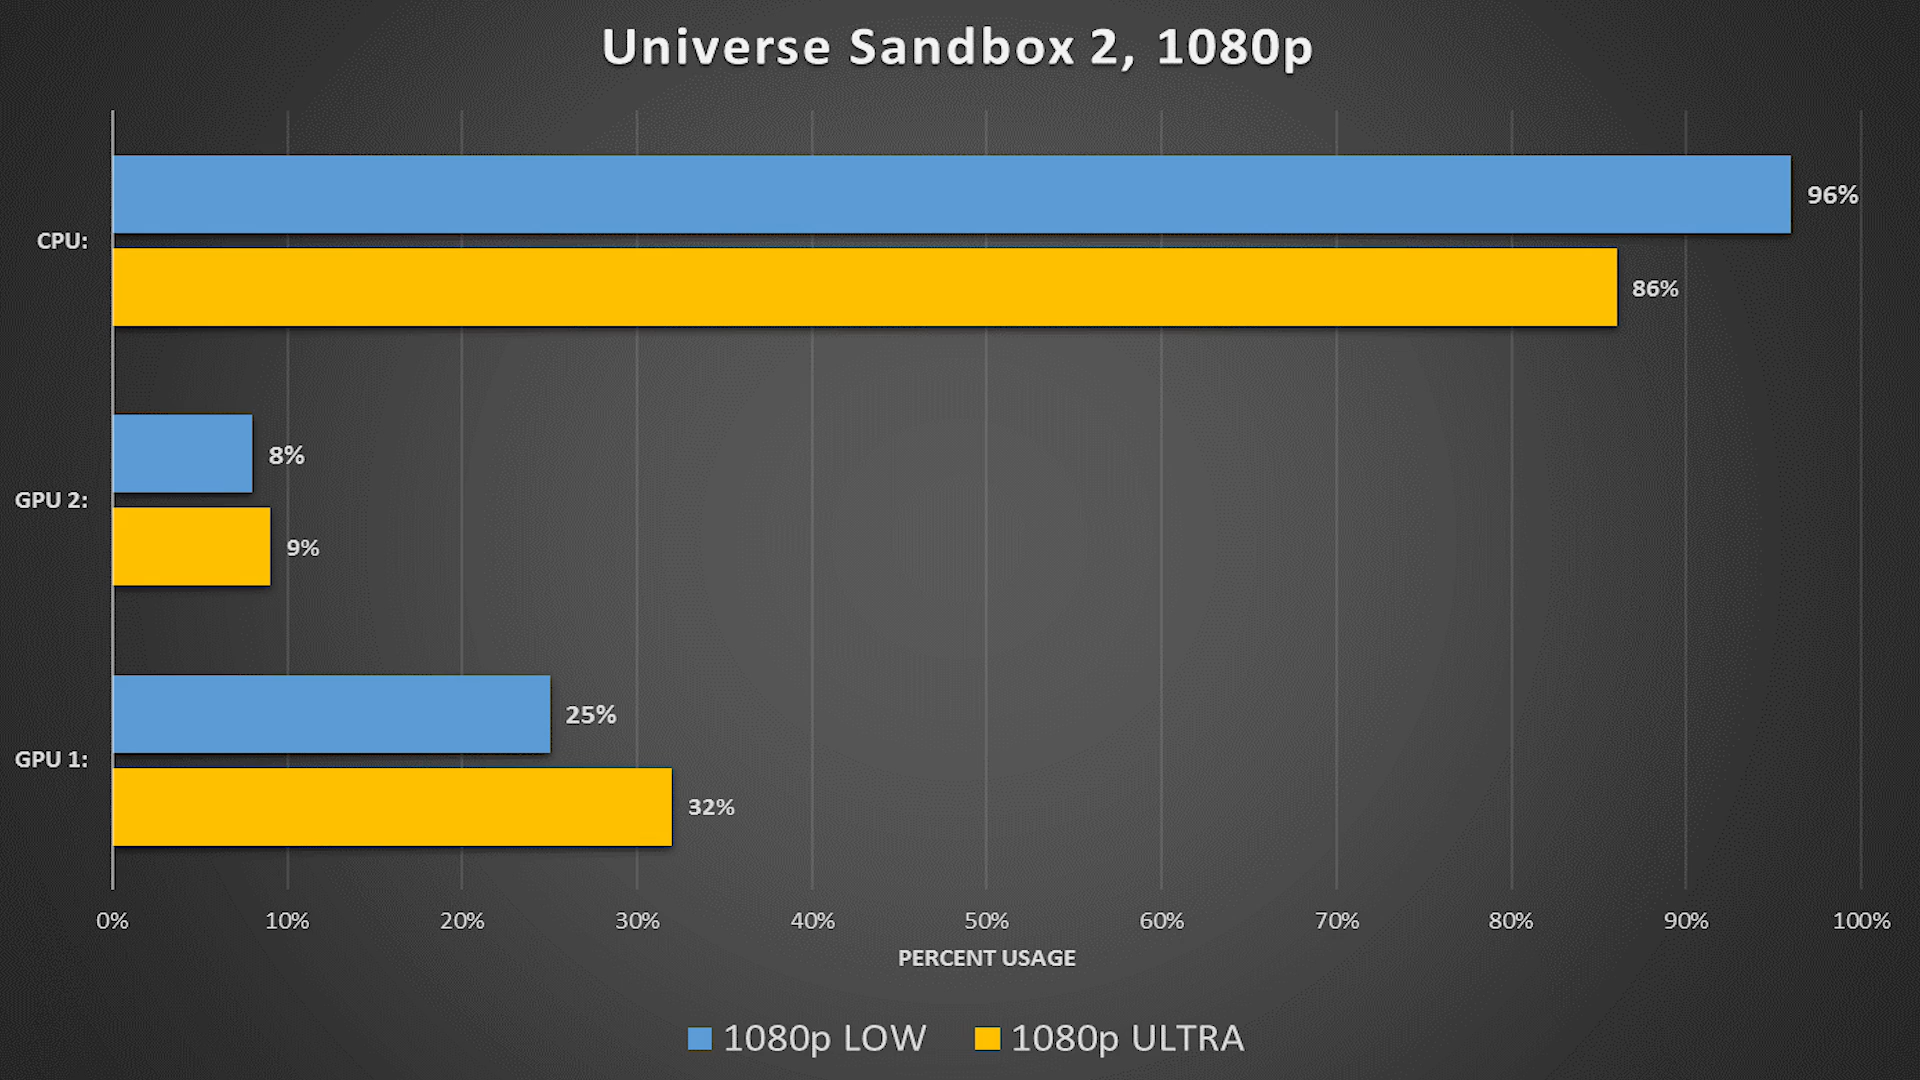 Universe Sandbox 2, 1080p
CPU:
96%
86%
GPU 2:
8%
9%
GPU 1:
25%
32%
0% 10% 20% 30% 40% 50% 60% 70% 80% 90% 100%
PERCENT USAGE
1080p LOW 1080p ULTRA